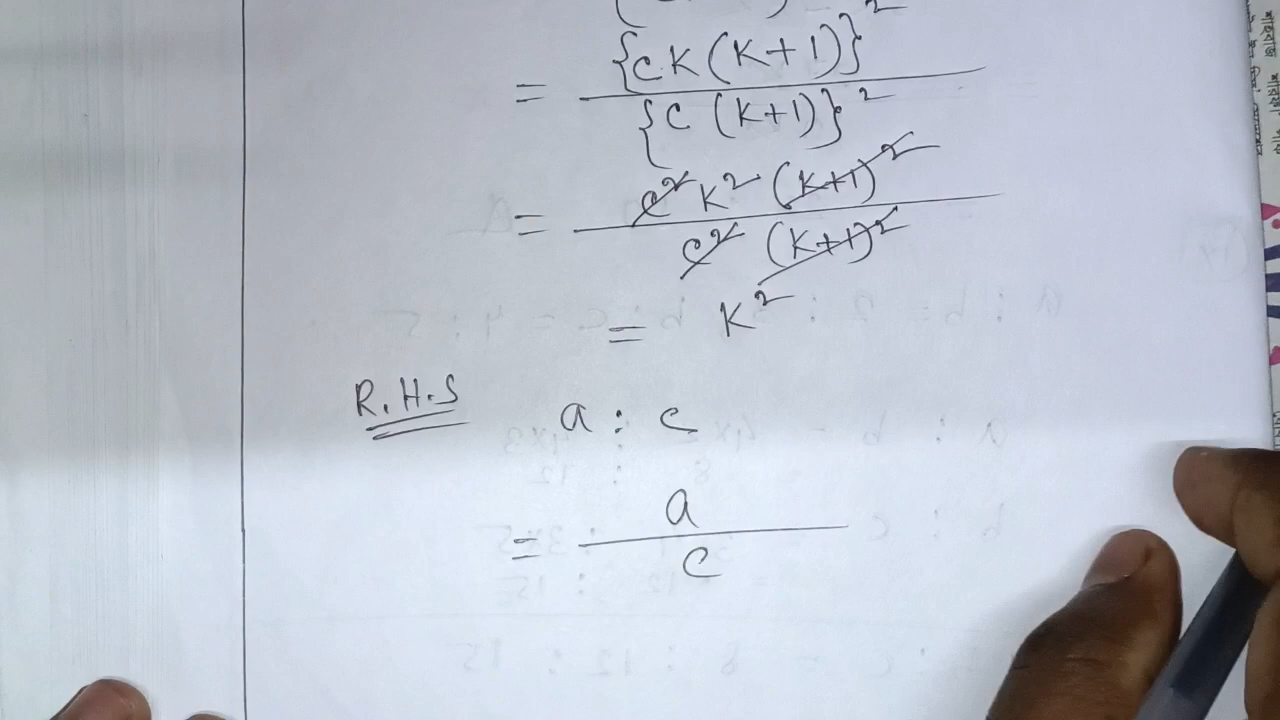 = {ck(k+1)}² / {c(k+1)}²
= c²k²(k+1)² / c²(k+1)²
= k²
R.H.S a : c
= a / c